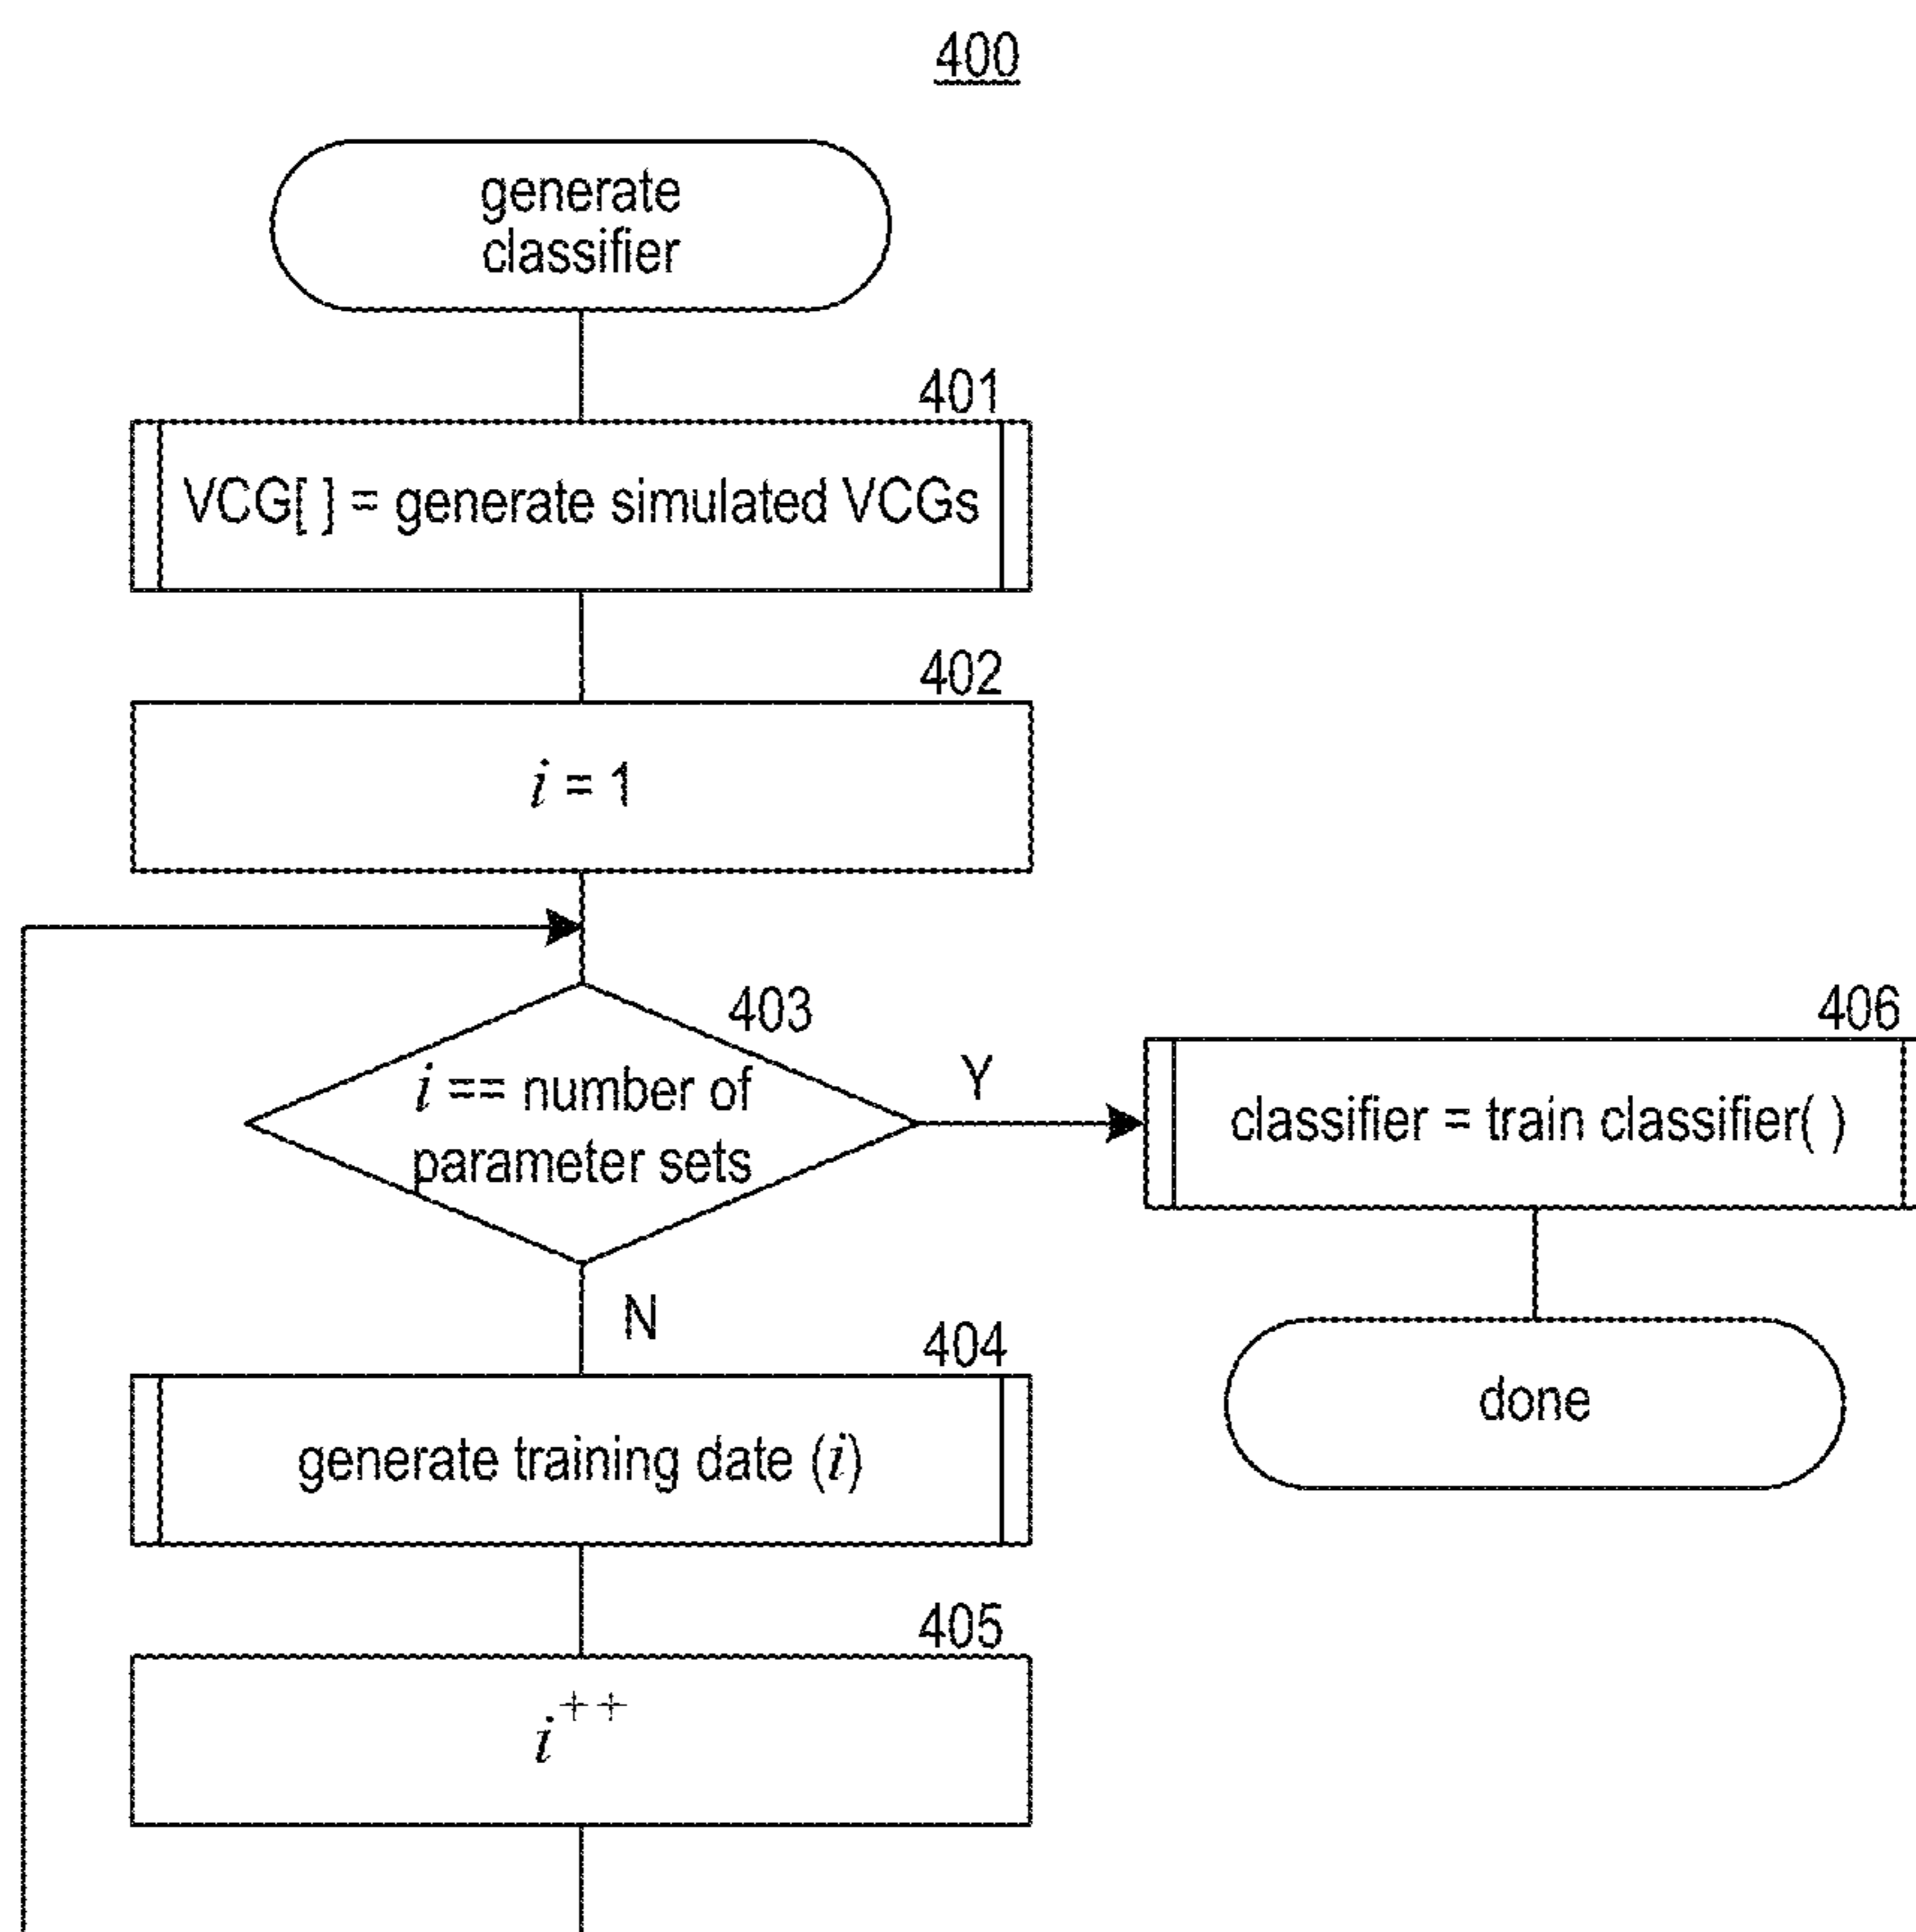 400
generate
classifier
401
VCG[ ] = generate simulated VCGs
402
i = 1
403
i == number of
parameter sets
Y
406
classifier = train classifier( )
N
404
generate training date (i)
done
405
i++